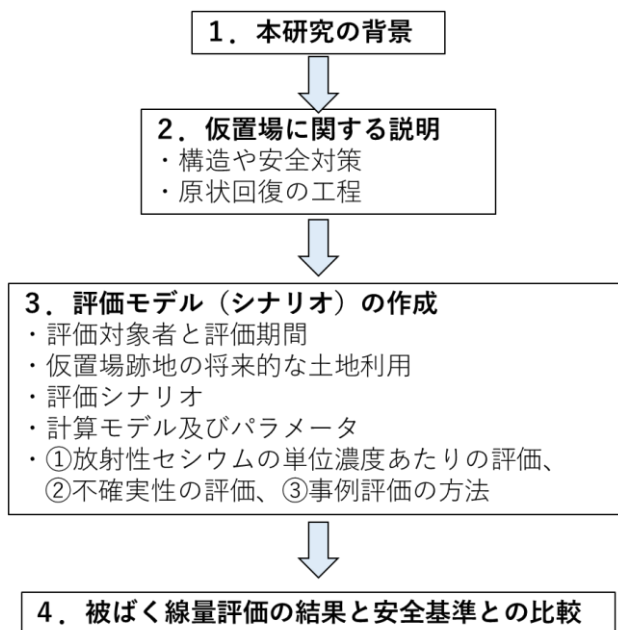 1．本研究の背景
2．仮置場に関する説明
・構造や安全対策
・原状回復の工程
3．評価モデル（シナリオ）の作成
・評価対象者と評価期間
・仮置場跡地の将来的な土地利用
・評価シナリオ
・計算モデル及びパラメータ
・①放射性セシウムの単位濃度あたりの評価、
②不確実性の評価、③事例評価の方法
4．被ばく線量評価の結果と安全基準との比較